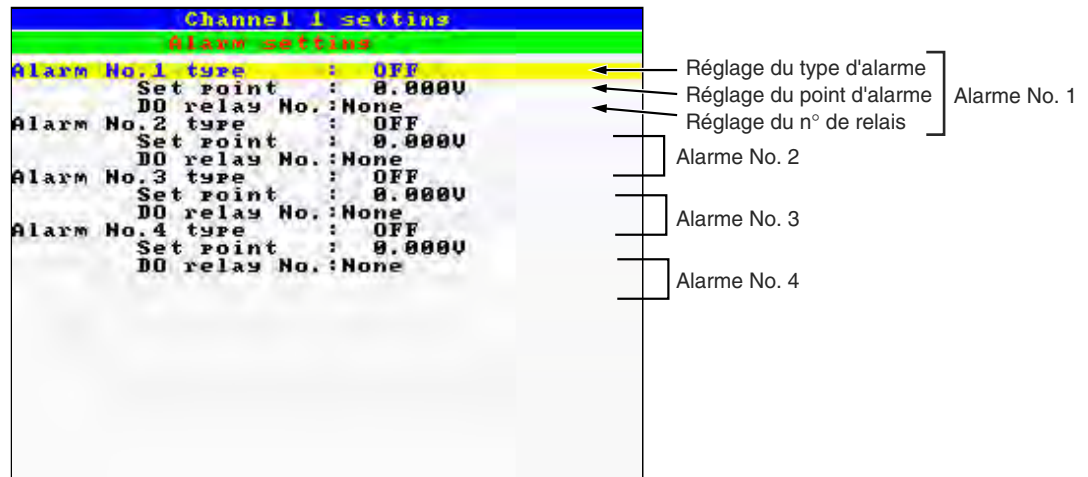 Channel 1 setting
Alarm setting
Alarm No.1 type : OFF
Set point : 0.000V
DO relay No.:None
Alarm No.2 type : OFF
Set point : 0.000V
DO relay No.:None
Alarm No.3 type : OFF
Set point : 0.000V
DO relay No.:None
Alarm No.4 type : OFF
Set point : 0.000V
DO relay No.:None
Réglage du type d'alarme
Réglage du point d'alarme
Réglage du n° de relais
Alarme No. 1
Alarme No. 2
Alarme No. 3
Alarme No. 4